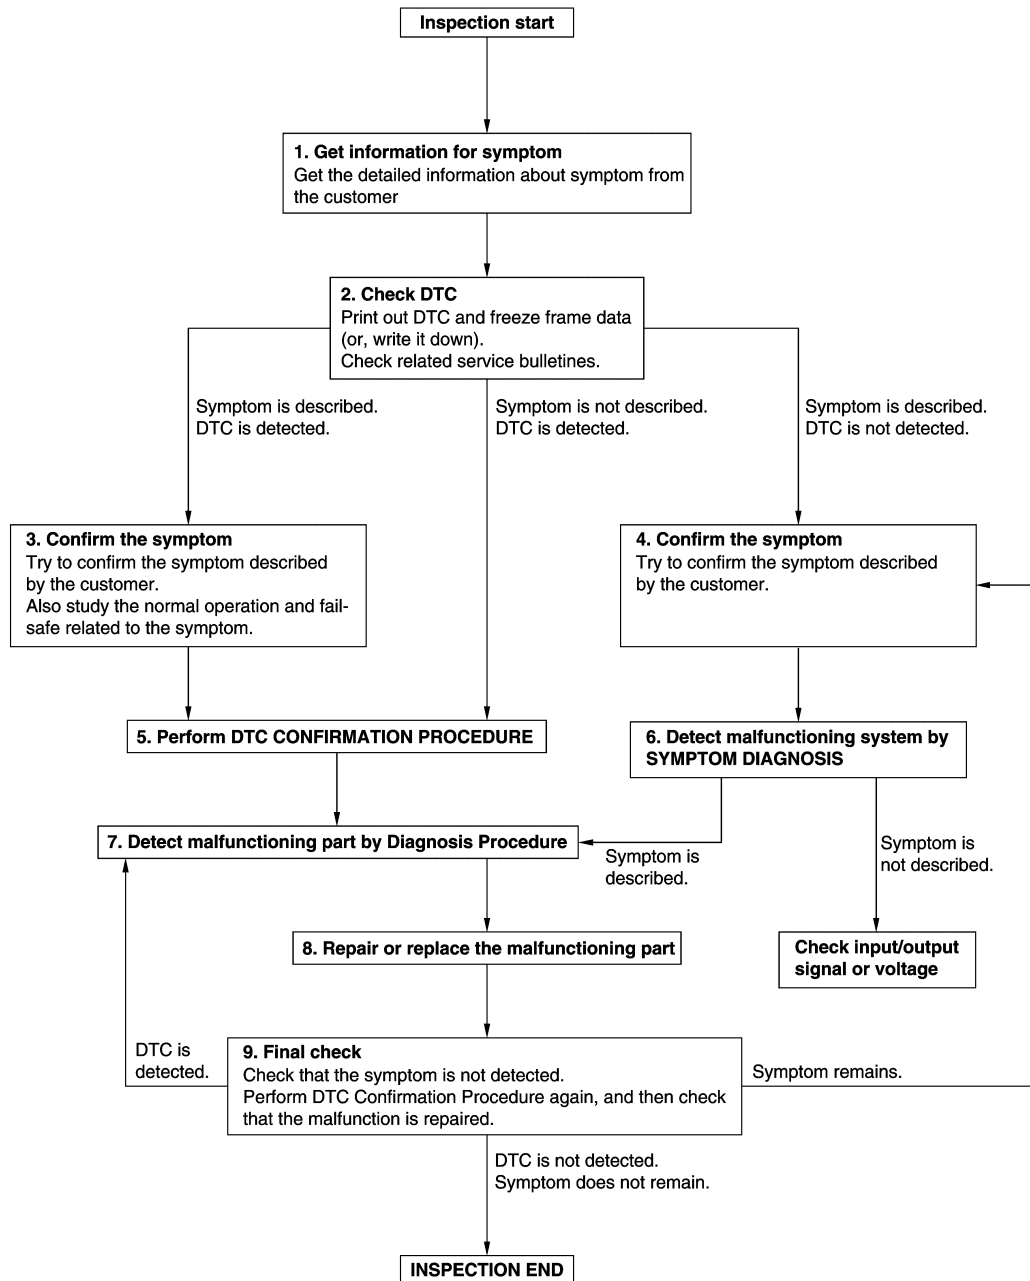 Inspection start
1. Get information for symptom
Get the detailed information about symptom from
the customer
2. Check DTC
Print out DTC and freeze frame data
(or, write it down).
Check related service bulletines.
Symptom is described.
DTC is detected.
Symptom is not described.
DTC is detected.
Symptom is described.
DTC is not detected.
3. Confirm the symptom
Try to confirm the symptom described
by the customer.
Also study the normal operation and fail-
safe related to the symptom.
4. Confirm the symptom
Try to confirm the symptom described
by the customer.
5. Perform DTC CONFIRMATION PROCEDURE
6. Detect malfunctioning system by
SYMPTOM DIAGNOSIS
7. Detect malfunctioning part by Diagnosis Procedure
Symptom is
described.
Symptom is
not described.
8. Repair or replace the malfunctioning part
Check input/output
signal or voltage
DTC is
detected.
9. Final check
Check that the symptom is not detected.
Perform DTC Confirmation Procedure again, and then check
that the malfunction is repaired.
Symptom remains.
DTC is not detected.
Symptom does not remain.
INSPECTION END